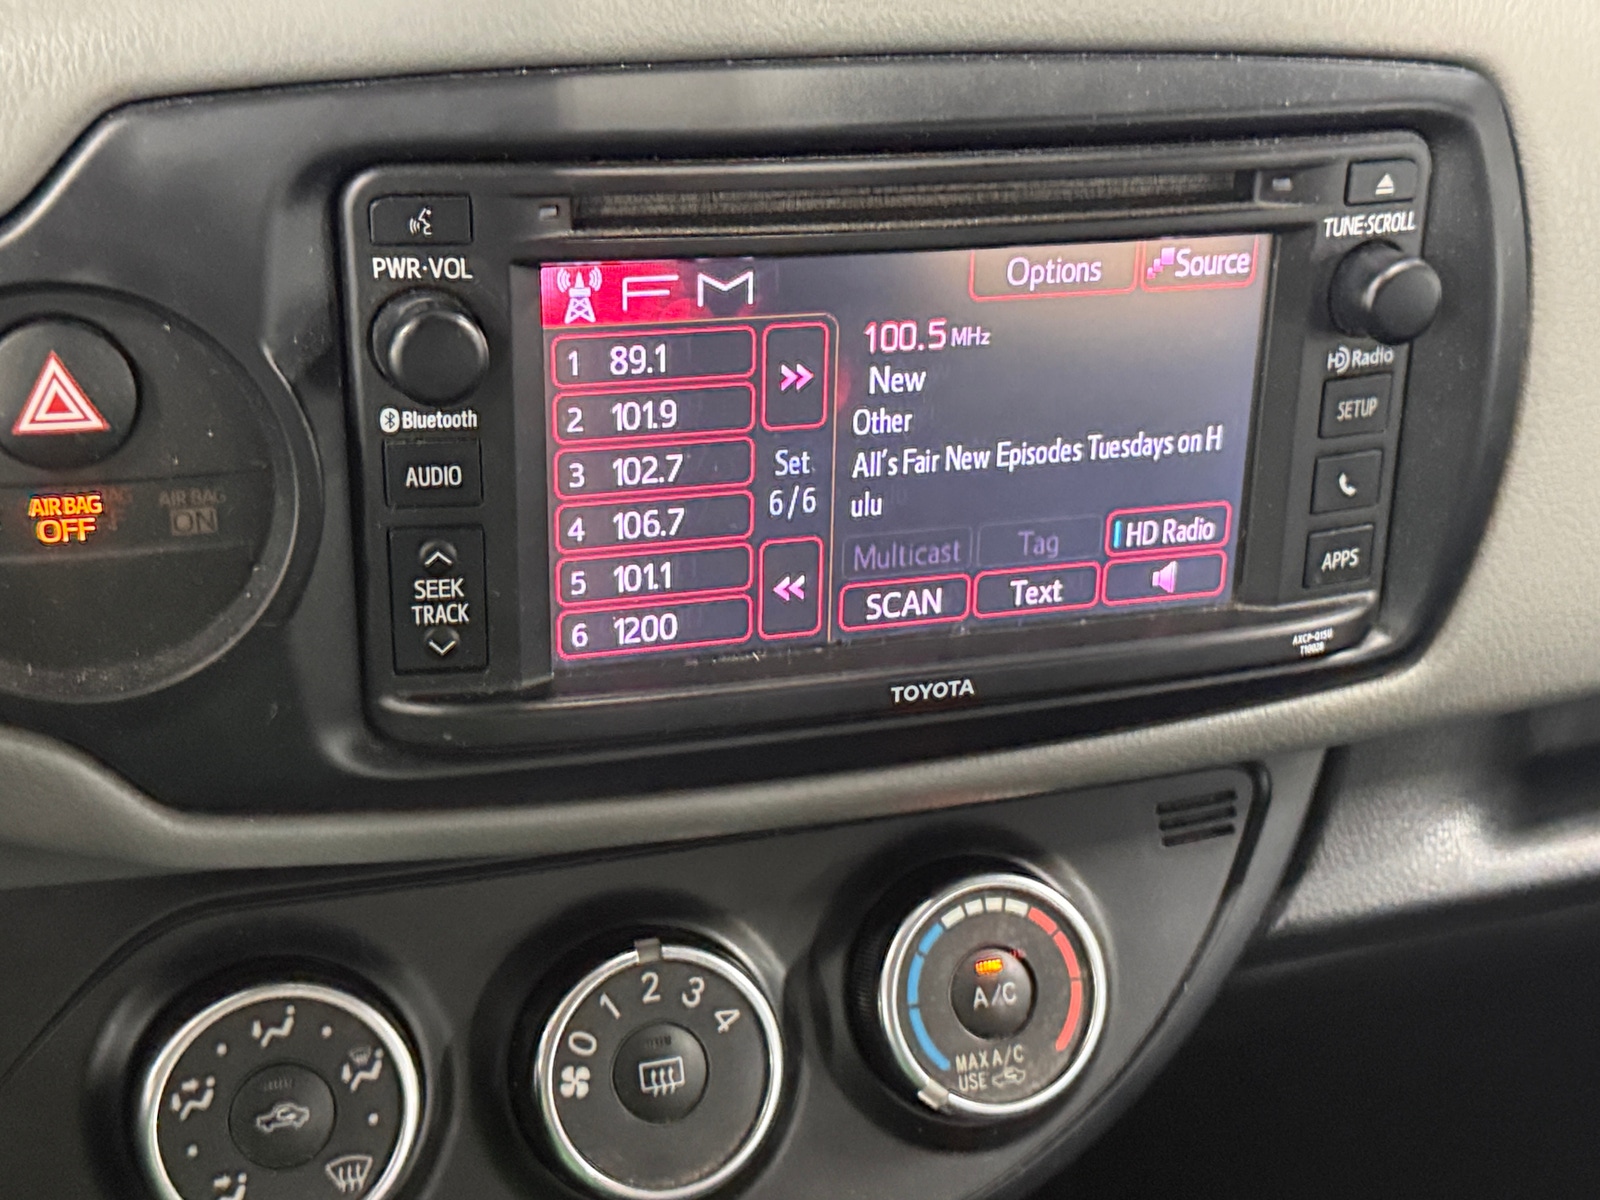 TUNE·SCROLL
PWR·VOL
FM
Options
Source
1 89.1
2 101.9
3 102.7
4 106.7
5 101.1
6 1200
Set
6/6
100.5 MHz
New
Other
All's Fair New Episodes Tuesdays on H
ulu
Multicast
Tag
HD Radio
SCAN
Text
HD Radio
SETUP
APPS
Bluetooth
AUDIO
SEEK
TRACK
AIR BAG
OFF
AIR BAG
ON
TOYOTA
0 1 2 3 4
A/C
MAX A/C
USE